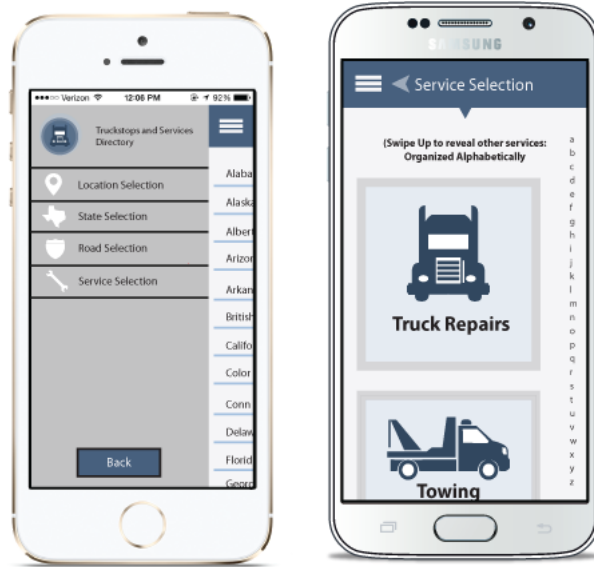 Verizon 12:06 PM 92%
Truckstops and Services
Directory
Location Selection
State Selection
Road Selection
Service Selection
Back
Alaba
Alaska
Albert
Arizon
Arkan
British
Califo
Color
Conn
Delaw
Florid
Georg
SAMSUNG
Service Selection
(Swipe Up to reveal other services:
Organized Alphabetically
Truck Repairs
Towing
a
b
c
d
e
f
g
h
i
j
k
l
m
n
o
p
q
r
s
t
u
v
w
x
y
z